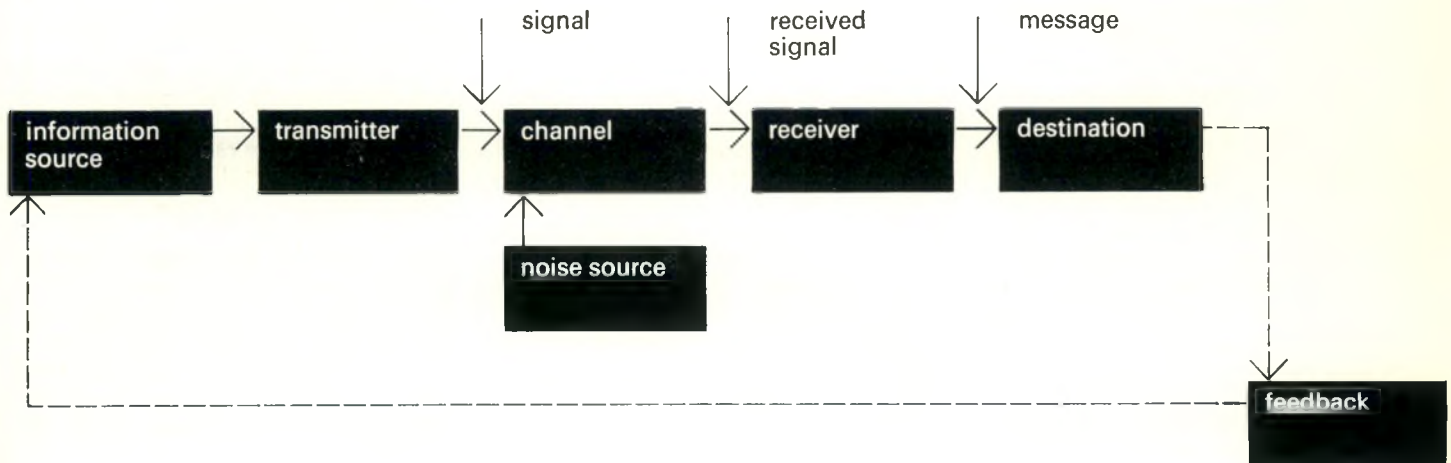 signal
received
signal
message
information
source
transmitter
channel
receiver
destination
noise source
feedback